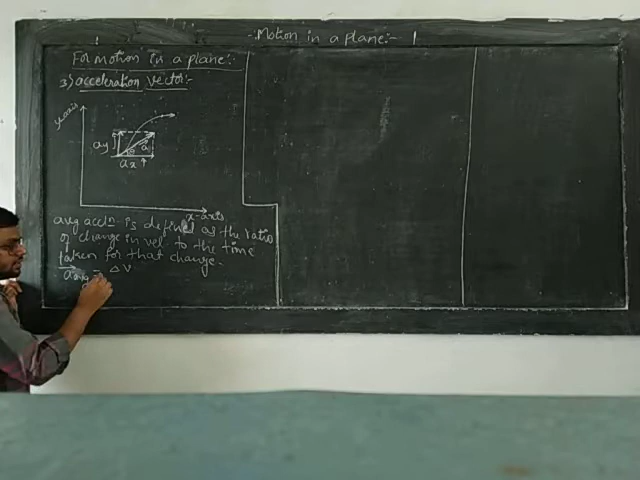 Motion in a plane:-
For motion in a plane:-
3) acceleration vector:-
y-axis
ay
a
ax
x-axis
avg accln is defined as the ratio
of change in vel to the time
taken for that change.
aavg = ΔV